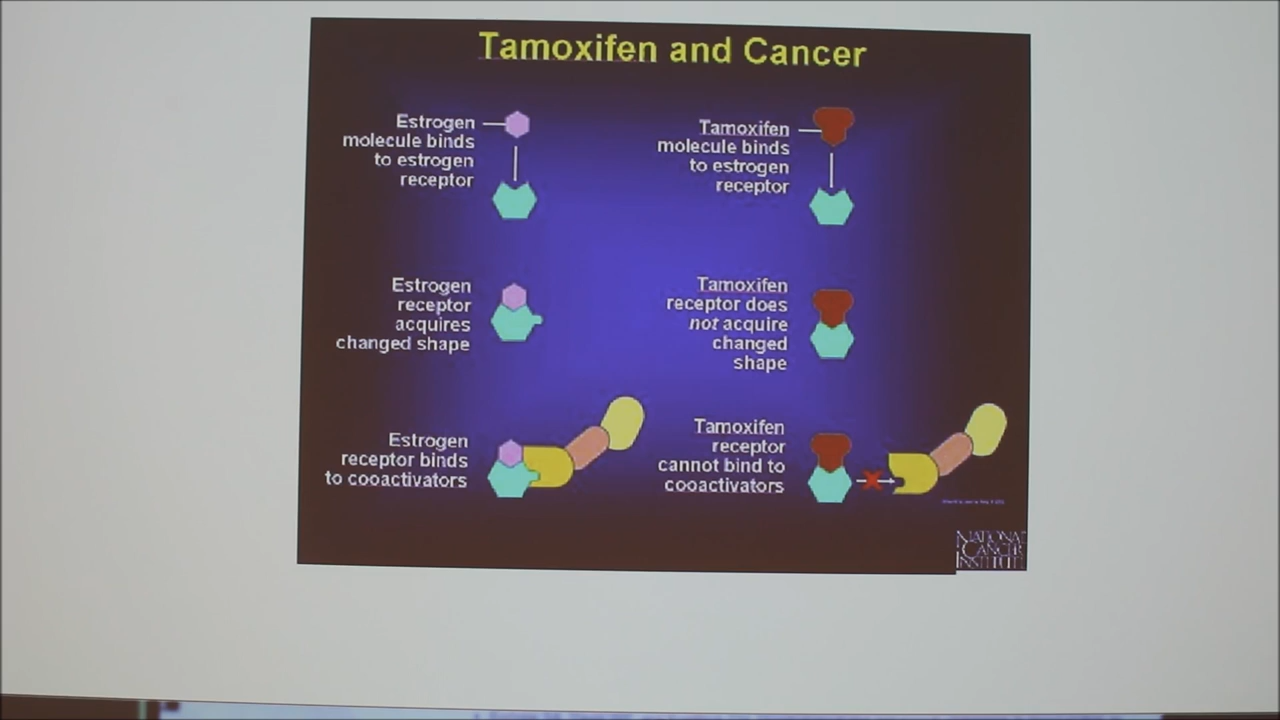 Tamoxifen and Cancer
Estrogen
molecule binds
to estrogen
receptor
Tamoxifen
molecule binds
to estrogen
receptor
Estrogen
receptor
acquires
changed shape
Tamoxifen
receptor does
not acquire
changed
shape
Estrogen
receptor binds
to cooactivators
Tamoxifen
receptor
cannot bind to
cooactivators
NATIONAL
CANCER
INSTITUTE